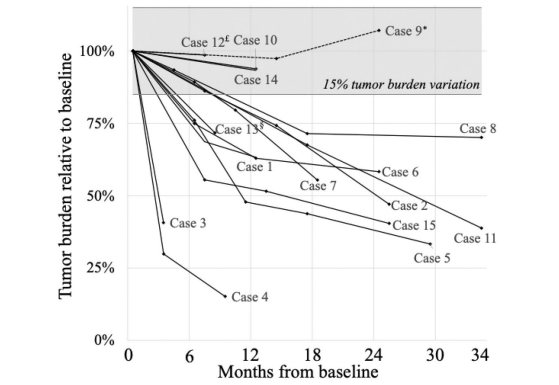 Tumor burden relative to baseline
100%
75%
50%
25%
0%
Case 12£ Case 10
Case 9*
Case 14
15% tumor burden variation
Case 13§
Case 8
Case 1
Case 6
Case 7
Case 2
Case 3
Case 15
Case 11
Case 5
Case 4
0 6 12 18 24 30 34
Months from baseline